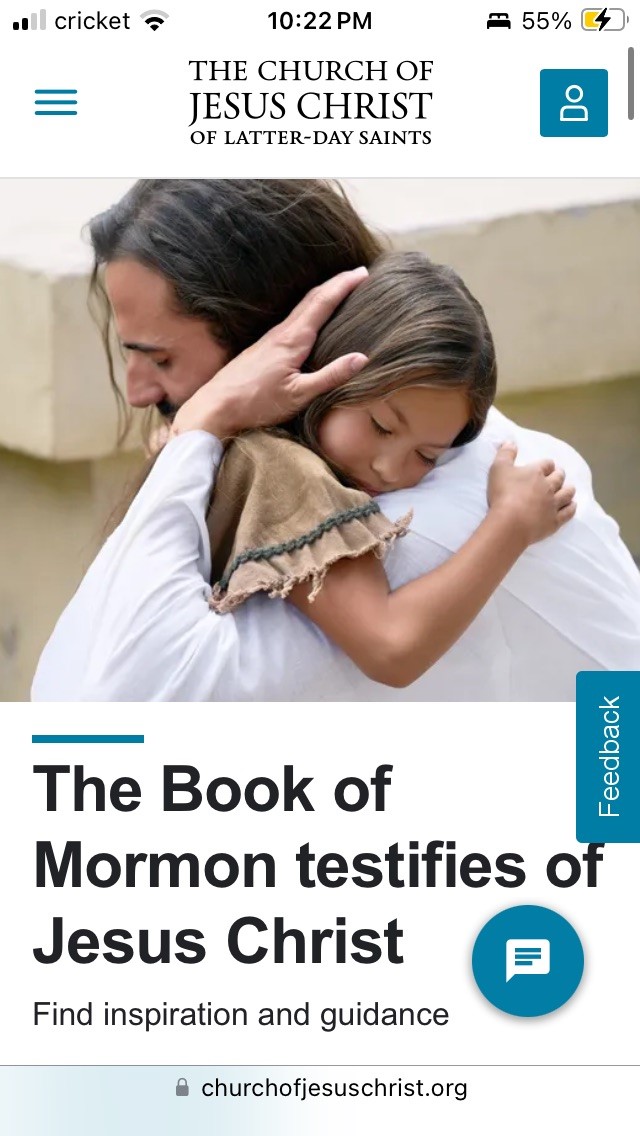 cricket 10:22 PM 55%
THE CHURCH OF
JESUS CHRIST
OF LATTER-DAY SAINTS
Feedback
The Book of
Mormon testifies of
Jesus Christ
Find inspiration and guidance
churchofjesuschrist.org